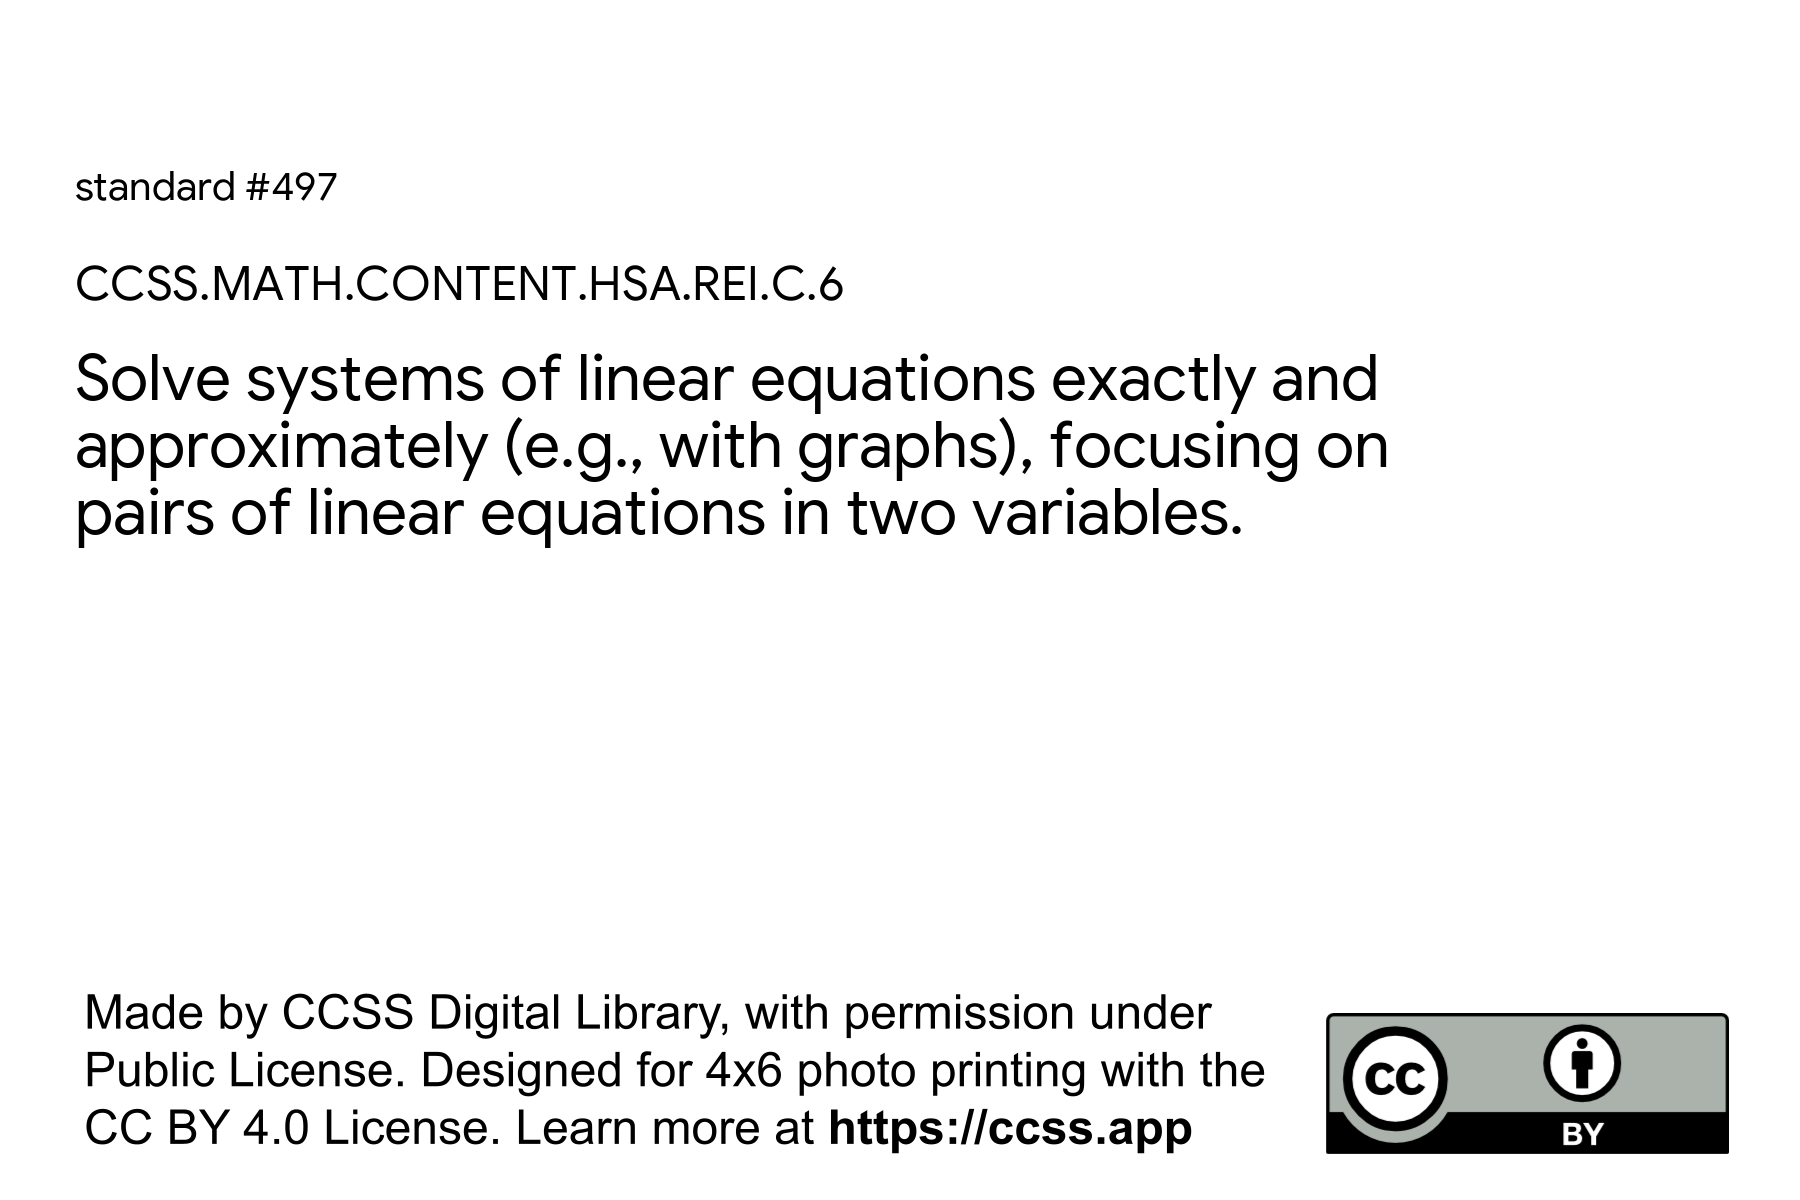 standard #497
CCSS.MATH.CONTENT.HSA.REI.C.6
Solve systems of linear equations exactly and
approximately (e.g., with graphs), focusing on
pairs of linear equations in two variables.
Made by CCSS Digital Library, with permission under
Public License. Designed for 4x6 photo printing with the
CC BY 4.0 License. Learn more at https://ccss.app
CC
BY